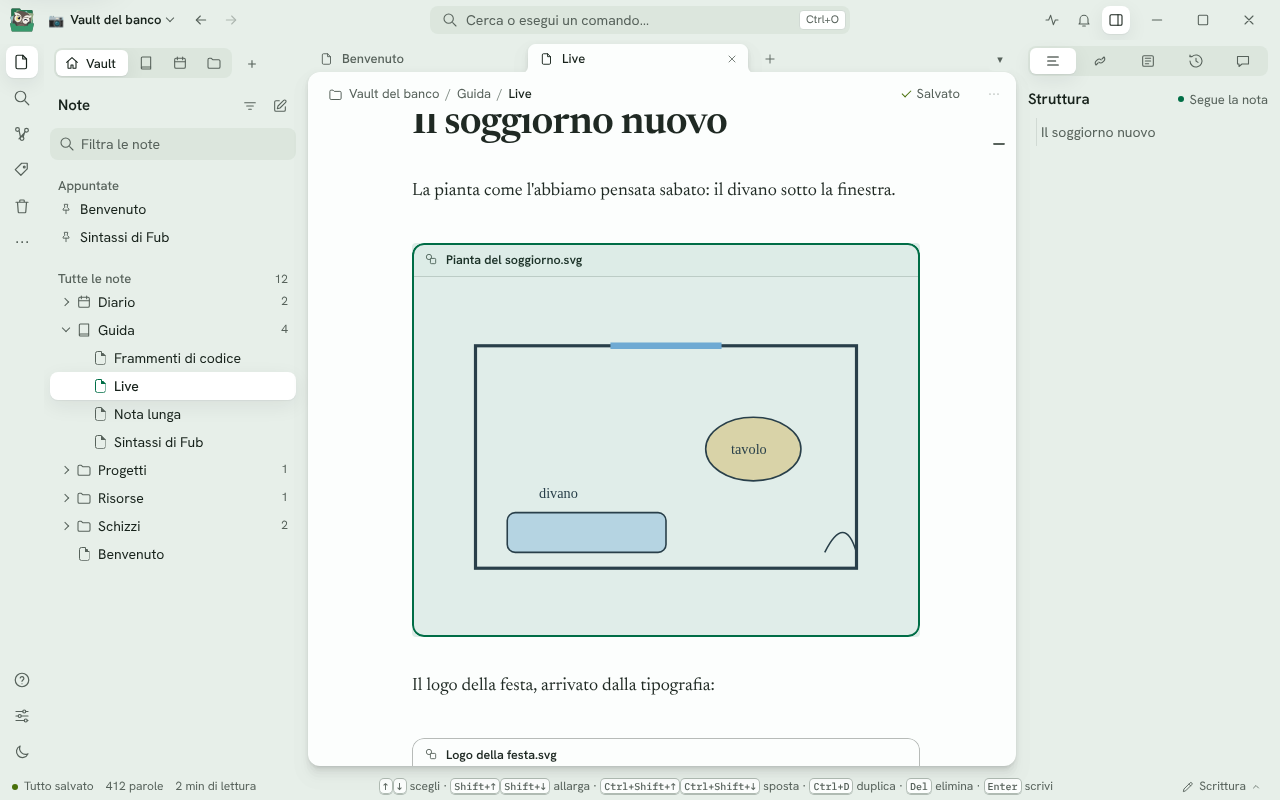 Vault del banco
Cerca o esegui un comando...
Ctrl+O
Vault
Note
Filtra le note
Appuntate
Benvenuto
Sintassi di Fub
Tutte le note 12
Diario 2
Guida 4
Frammenti di codice
Live
Nota lunga
Sintassi di Fub
Progetti 1
Risorse 1
Schizzi 2
Benvenuto
Benvenuto
Live
Vault del banco / Guida / Live
Salvato
Il soggiorno nuovo
La pianta come l'abbiamo pensata sabato: il divano sotto la finestra.
Pianta del soggiorno.svg
tavolo
divano
Il logo della festa, arrivato dalla tipografia:
Logo della festa.svg
Struttura
Segue la nota
Il soggiorno nuovo
Tutto salvato 412 parole 2 min di lettura
↑ ↓ scegli · Shift+↑ Shift+↓ allarga · Ctrl+Shift+↑ Ctrl+Shift+↓ sposta · Ctrl+D duplica · Del elimina · Enter scrivi
Scrittura